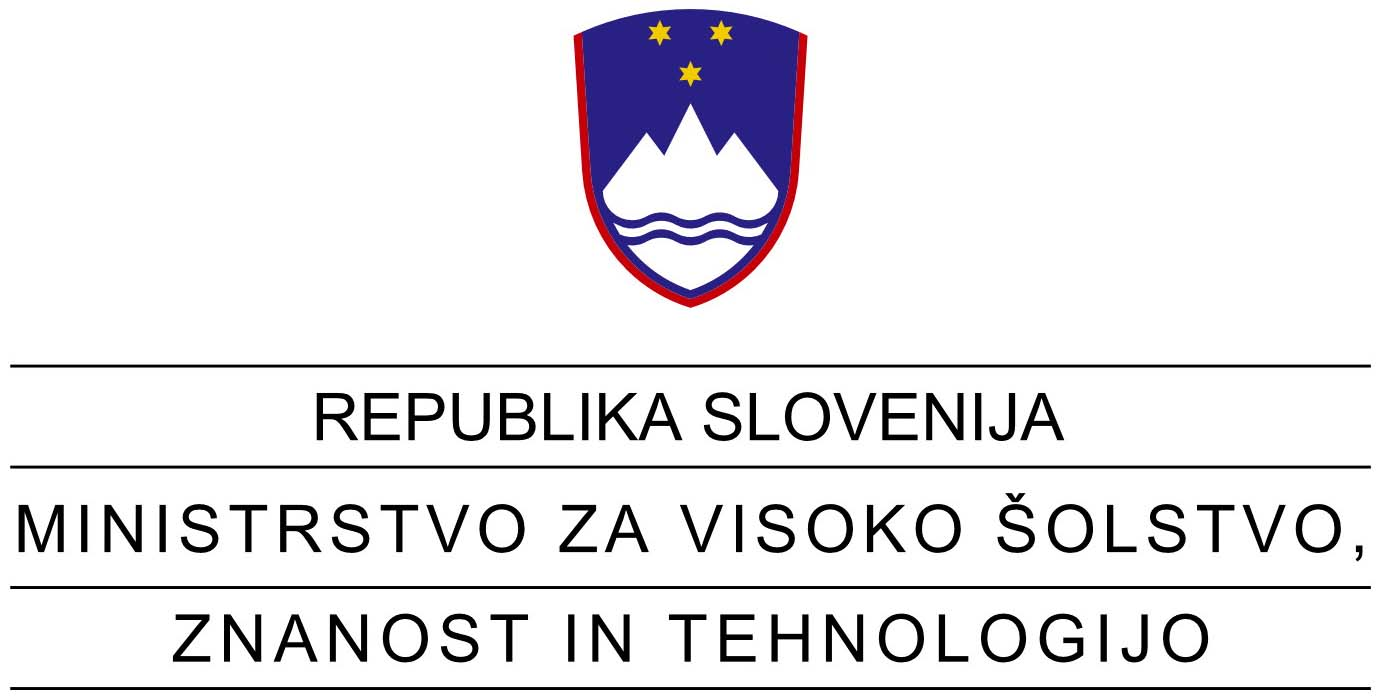 REPUBLIKA SLOVENIJA
MINISTRSTVO ZA VISOKO ŠOLSTVO,
ZNANOST IN TEHNOLOGIJO